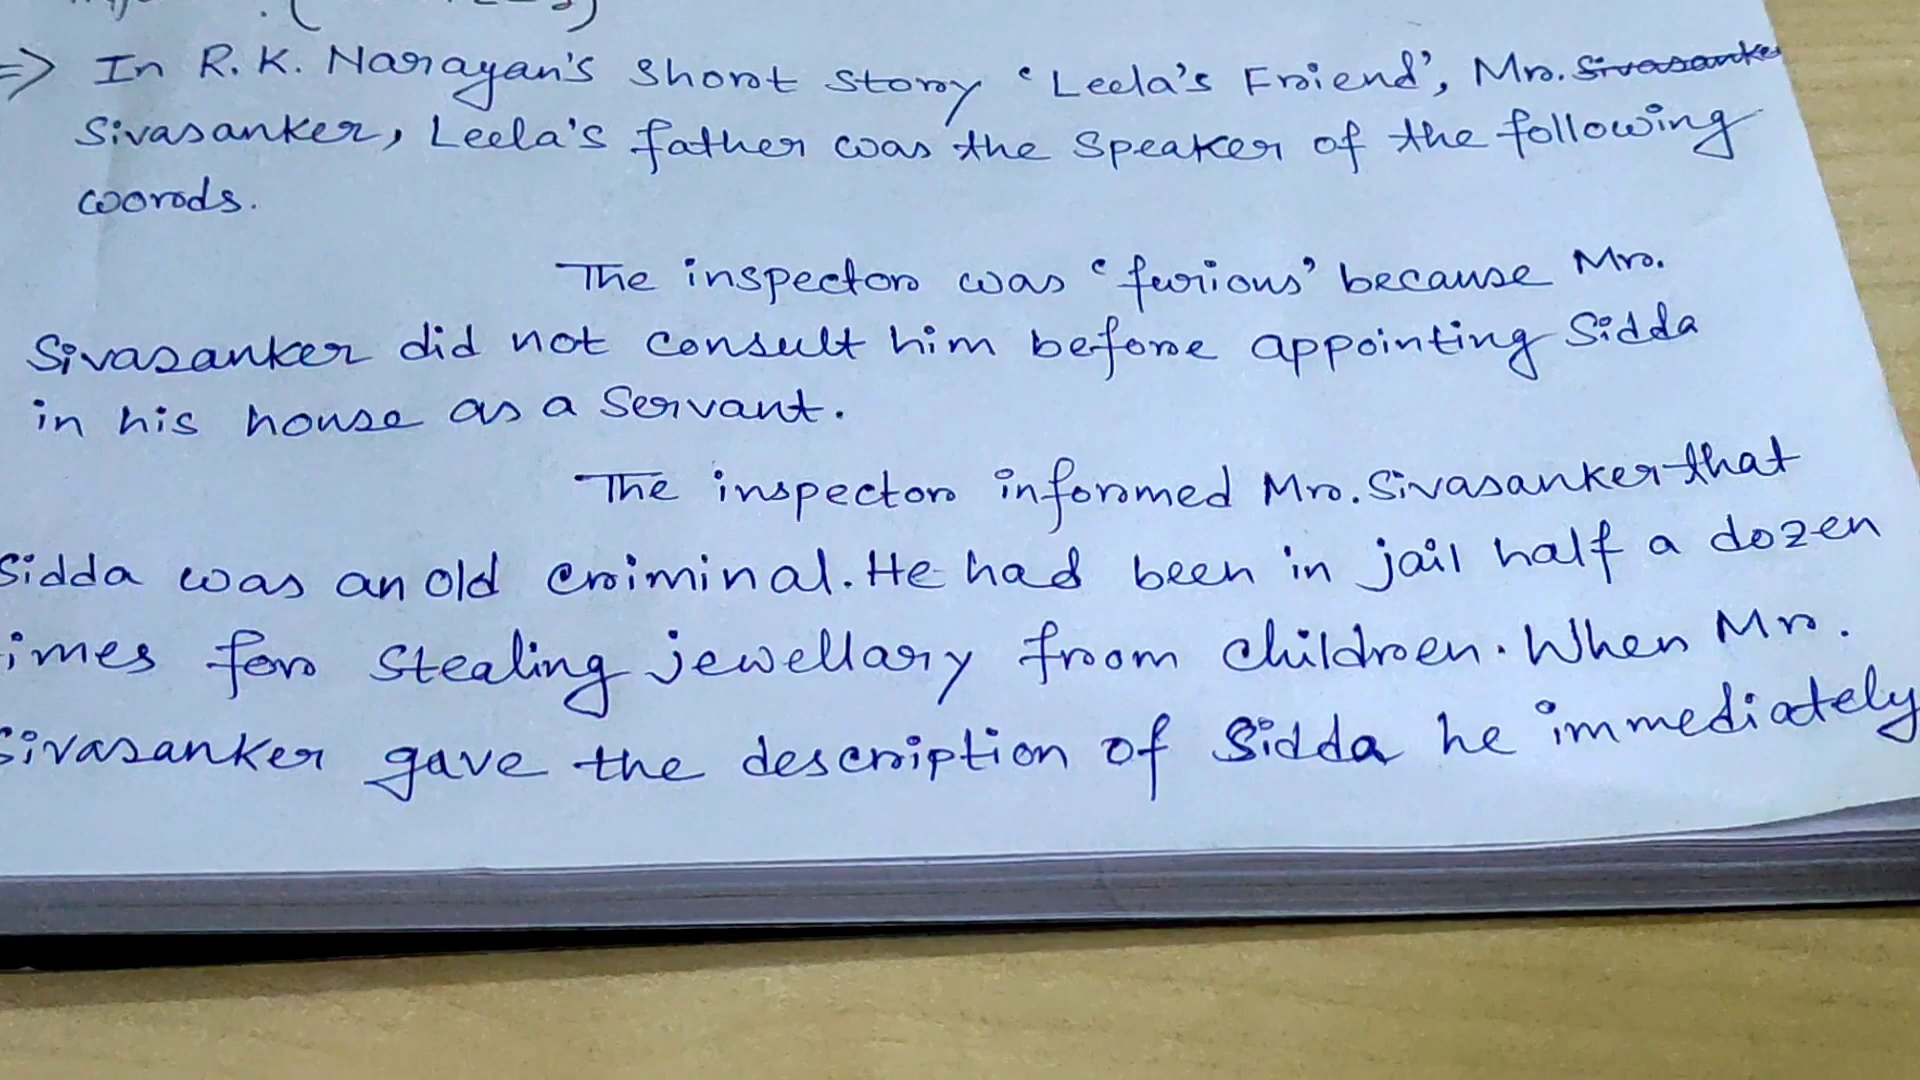 => In R.K. Narayan's short story 'Leela's Friend', Mr. Sivasanker
Sivasanker, Leela's father was the speaker of the following
words.
The inspector was 'furious' because Mr.
Sivasanker did not consult him before appointing Sidda
in his house as a servant.
The inspector informed Mr. Sivasanker that
Sidda was an old criminal. He had been in jail half a dozen
imes for stealing jewellary from children. When Mr.
Sivasanker gave the description of Sidda he immediately